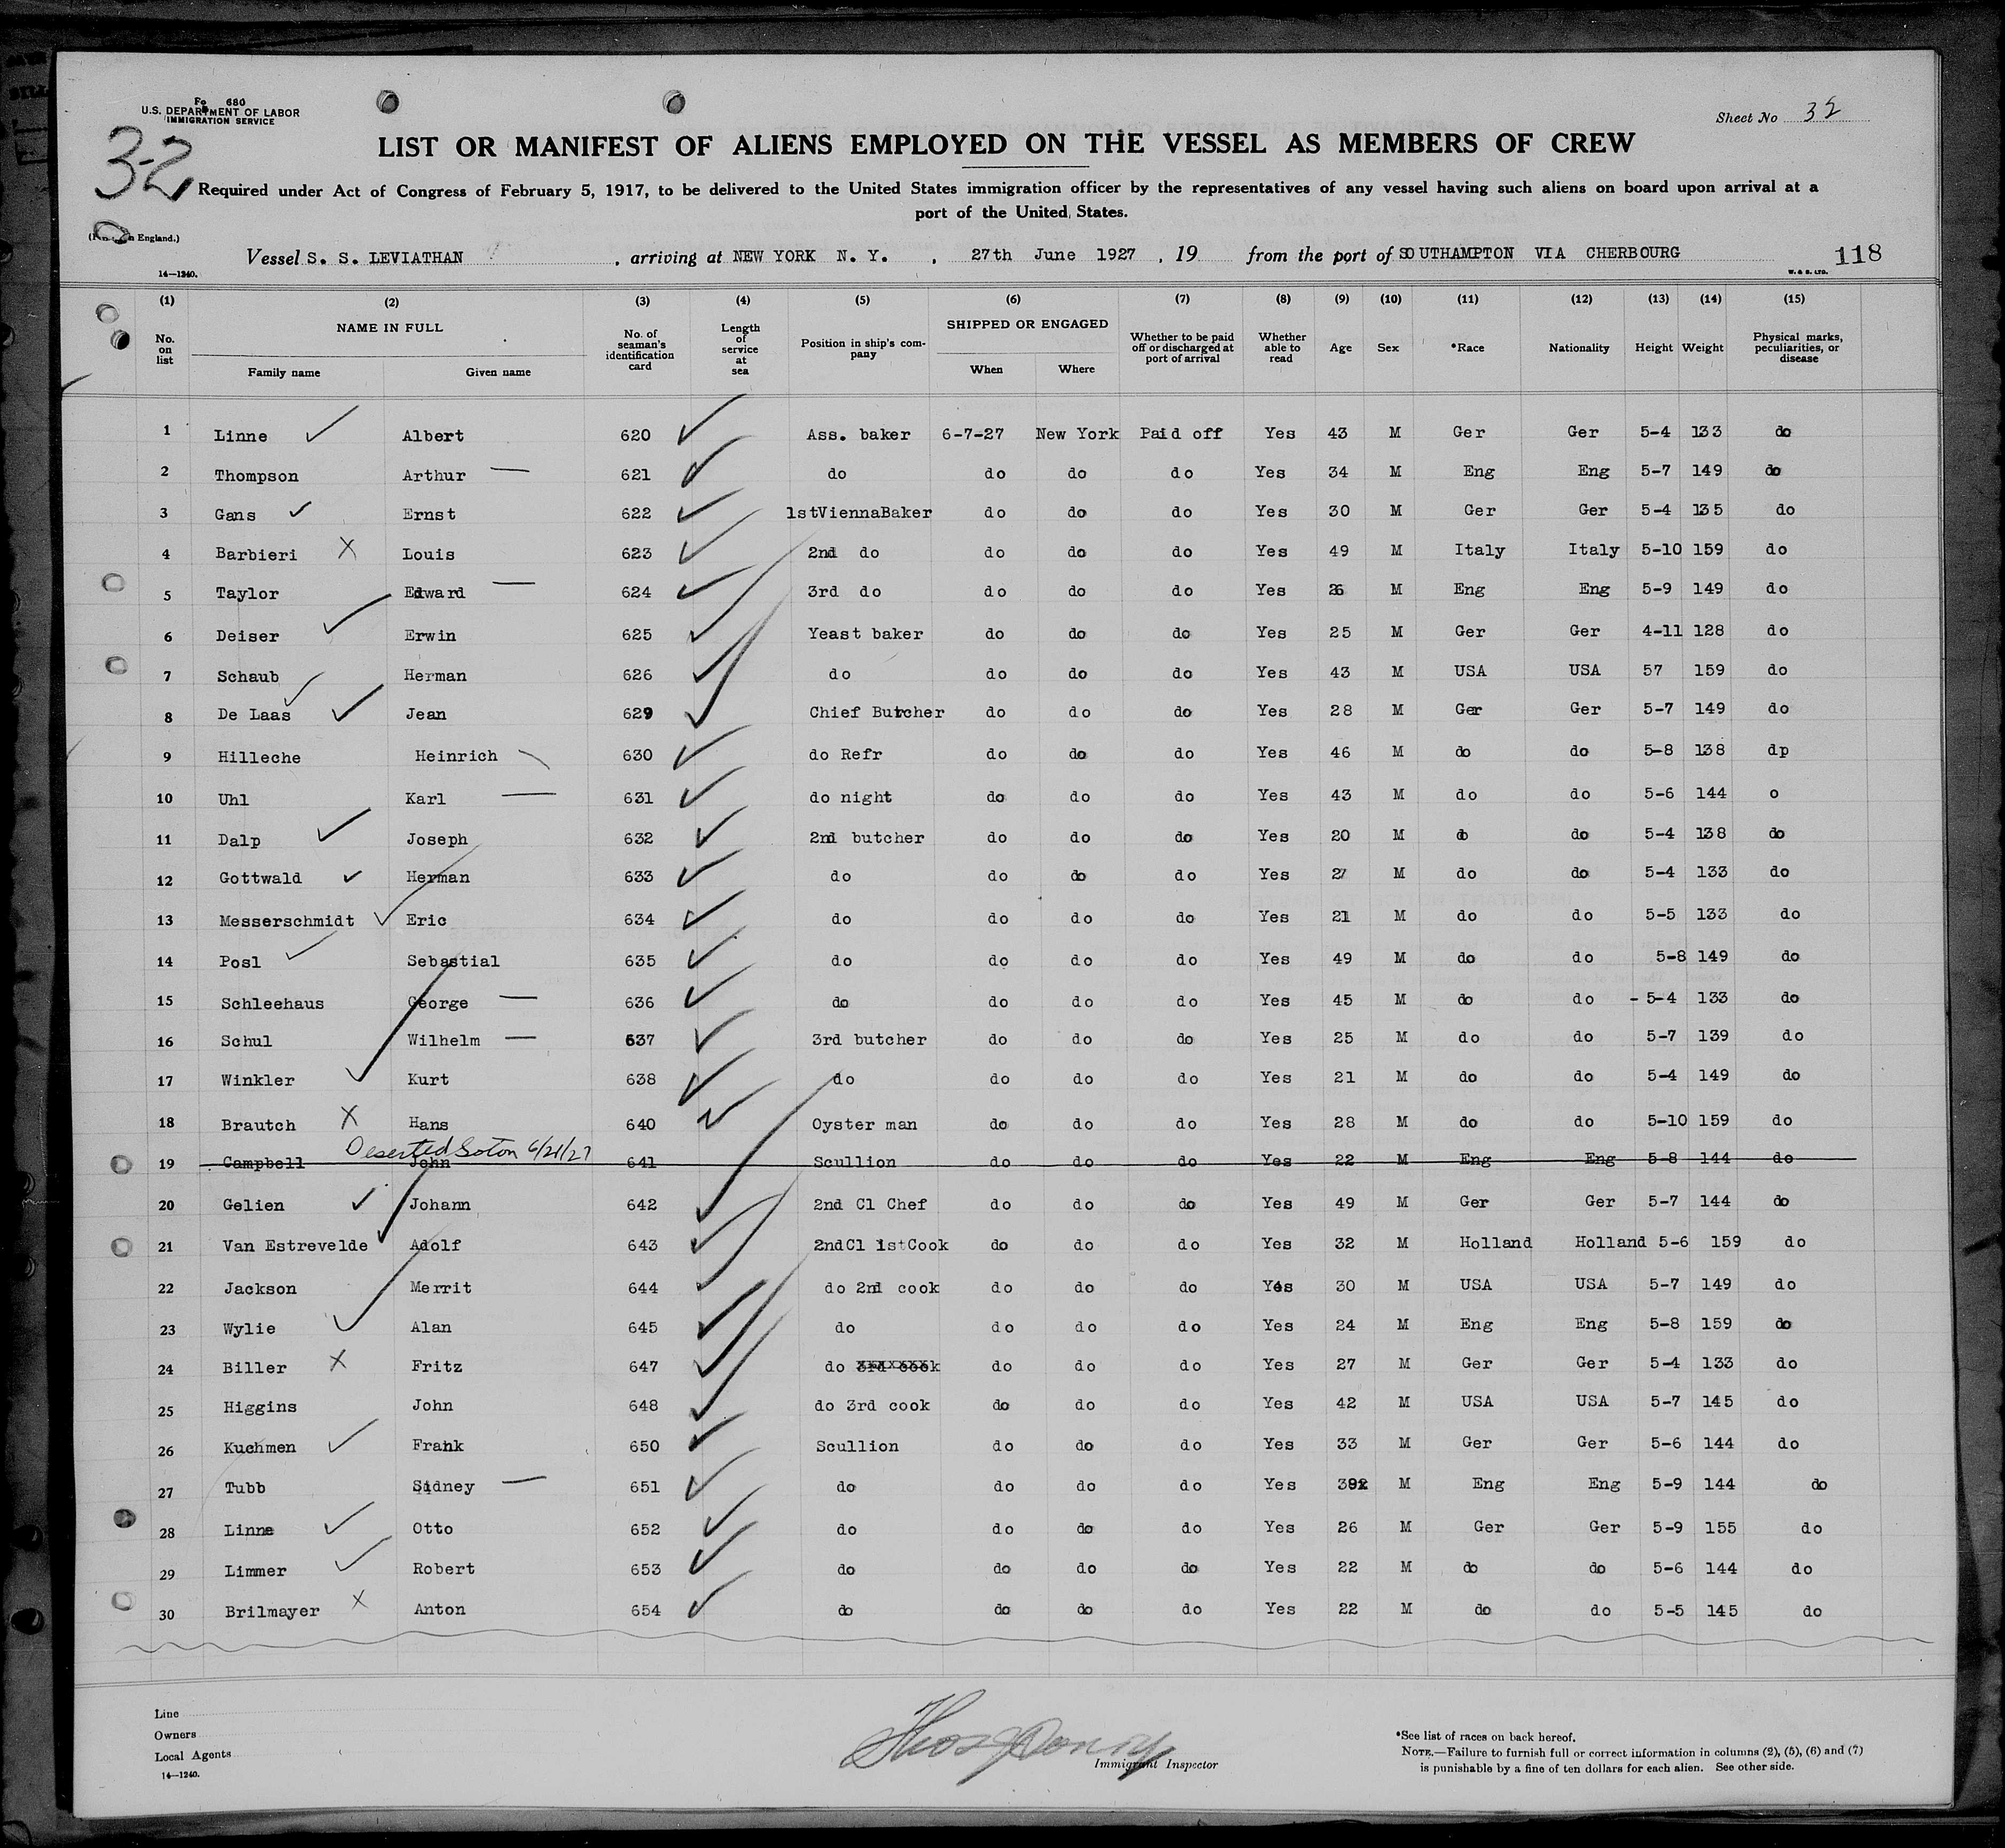 Fo 680
U.S. DEPARTMENT OF LABOR
IMMIGRATION SERVICE
32
Sheet No 32
LIST OR MANIFEST OF ALIENS EMPLOYED ON THE VESSEL AS MEMBERS OF CREW
Required under Act of Congress of February 5, 1917, to be delivered to the United States immigration officer by the representatives of any vessel having such aliens on board upon arrival at a
port of the United States.
in England.)
Vessel S. S. LEVIATHAN , arriving at NEW YORK N. Y. , 27th June 1927 , 19 from the port of SOUTHAMPTON VIA CHERBOURG 118
14—1240. W. & S. LTD.
(1) (2) (3) (4) (5) (6) (7) (8) (9) (10) (11) (12) (13) (14) (15)
No. on list NAME IN FULL Family name Given name No. of seaman's identification card Length of service at sea Position in ship's company SHIPPED OR ENGAGED When Where Whether to be paid off or discharged at port of arrival Whether able to read Age Sex *Race Nationality Height Weight Physical marks, peculiarities, or disease
1 Linne Albert 620 Ass. baker 6-7-27 New York Paid off Yes 43 M Ger Ger 5-4 133 do
2 Thompson Arthur 621 do do do do Yes 34 M Eng Eng 5-7 149 do
3 Gans Ernst 622 1stViennaBaker do do do Yes 30 M Ger Ger 5-4 135 do
4 Barbieri X Louis 623 2nd do do do do Yes 49 M Italy Italy 5-10 159 do
5 Taylor Edward 624 3rd do do do do Yes 26 M Eng Eng 5-9 149 do
6 Deiser Erwin 625 Yeast baker do do do Yes 25 M Ger Ger 4-11 128 do
7 Schaub Herman 626 do do do do Yes 43 M USA USA 57 159 do
8 De Laas Jean 629 Chief Butcher do do do Yes 28 M Ger Ger 5-7 149 do
9 Hilleche Heinrich 630 do Refr do do do Yes 46 M do do 5-8 138 dp
10 Uhl Karl 631 do night do do do Yes 43 M do do 5-6 144 o
11 Dalp Joseph 632 2nd butcher do do do Yes 20 M do do 5-4 138 do
12 Gottwald Herman 633 do do do do Yes 27 M do do 5-4 133 do
13 Messerschmidt Eric 634 do do do do Yes 21 M do do 5-5 133 do
14 Posl Sebastial 635 do do do do Yes 49 M do do 5-8 149 do
15 Schleehaus George 636 do do do do Yes 45 M do do - 5-4 133 do
16 Schul Wilhelm 637 3rd butcher do do do Yes 25 M do do 5-7 139 do
17 Winkler Kurt 638 do do do do Yes 21 M do do 5-4 149 do
18 Brautch X Hans 640 Oyster man do do do Yes 28 M do do 5-10 159 do
Deserted Soton 6/21/27
19 Campbell John 641 Scullion do do do Yes 22 M Eng Eng 5-8 144 do
20 Gelien Johann 642 2nd Cl Chef do do do Yes 49 M Ger Ger 5-7 144 do
21 Van Estrevelde Adolf 643 2ndCl 1stCook do do do Yes 32 M Holland Holland 5-6 159 do
22 Jackson Merrit 644 do 2nd cook do do do Yes 30 M USA USA 5-7 149 do
23 Wylie Alan 645 do do do do Yes 24 M Eng Eng 5-8 159 do
24 Biller X Fritz 647 do 3rd cook do do do Yes 27 M Ger Ger 5-4 133 do
25 Higgins John 648 do 3rd cook do do do Yes 42 M USA USA 5-7 145 do
26 Kuchmen Frank 650 Scullion do do do Yes 33 M Ger Ger 5-6 144 do
27 Tubb Sidney 651 do do do do Yes M Eng Eng 5-9 144 do
28 Linne Otto 652 do do do do Yes 26 M Ger Ger 5-9 155 do
29 Limmer Robert 653 do do do do Yes 22 M do do 5-6 144 do
30 Brilmayer X Anton 654 do do do do Yes 22 M do do 5-5 145 do
Line
Owners
Local Agents
14—1240.
Immigrant Inspector
*See list of races on back hereof.
NOTE.—Failure to furnish full or correct information in columns (2), (5), (6) and (7)
is punishable by a fine of ten dollars for each alien. See other side.